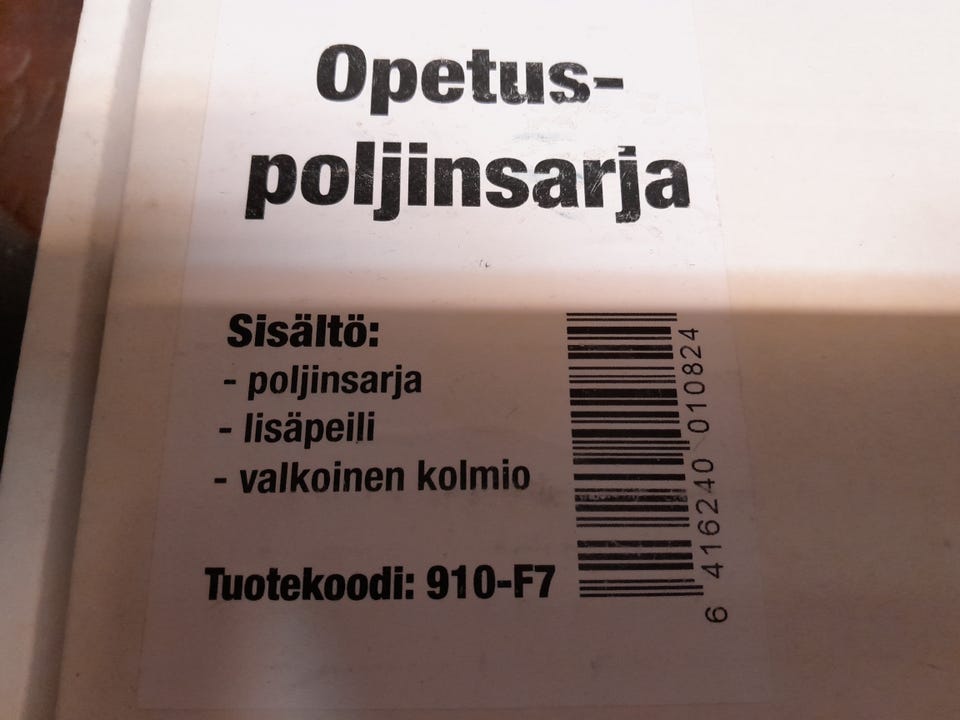 Opetus-
poljinsarja
Sisältö:
- poljinsarja
- lisäpeili
- valkoinen kolmio
Tuotekoodi: 910-F7
6 416240 010824